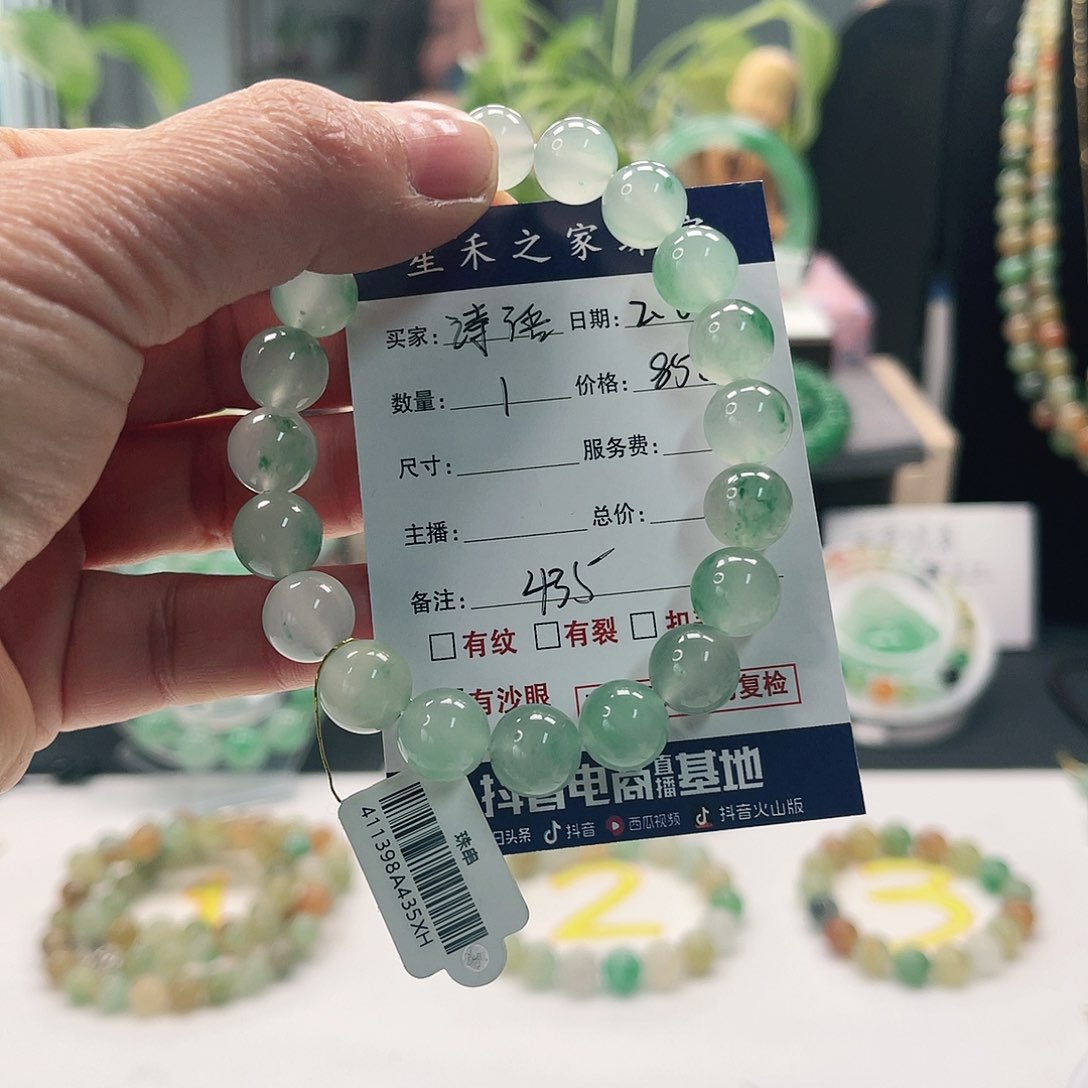 星禾之家
买家: 诗语 日期: 2
数量: 1 价格: 85
尺寸: 服务费:
主播: 总价:
备注: 435
□有纹 □有裂 □
有沙眼 复检
抖音电商直播基地
日头条 抖音 西瓜视频 抖音火山版
珠串
411398A435XH
2
3